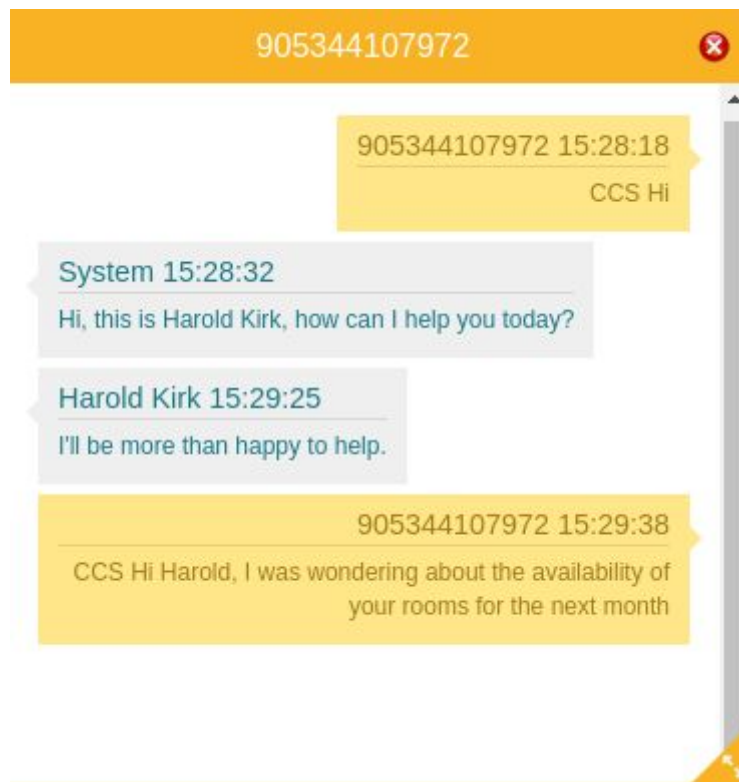 905344107972
905344107972 15:28:18
CCS Hi
System 15:28:32
Hi, this is Harold Kirk, how can I help you today?
Harold Kirk 15:29:25
I'll be more than happy to help.
905344107972 15:29:38
CCS Hi Harold, I was wondering about the availability of
your rooms for the next month